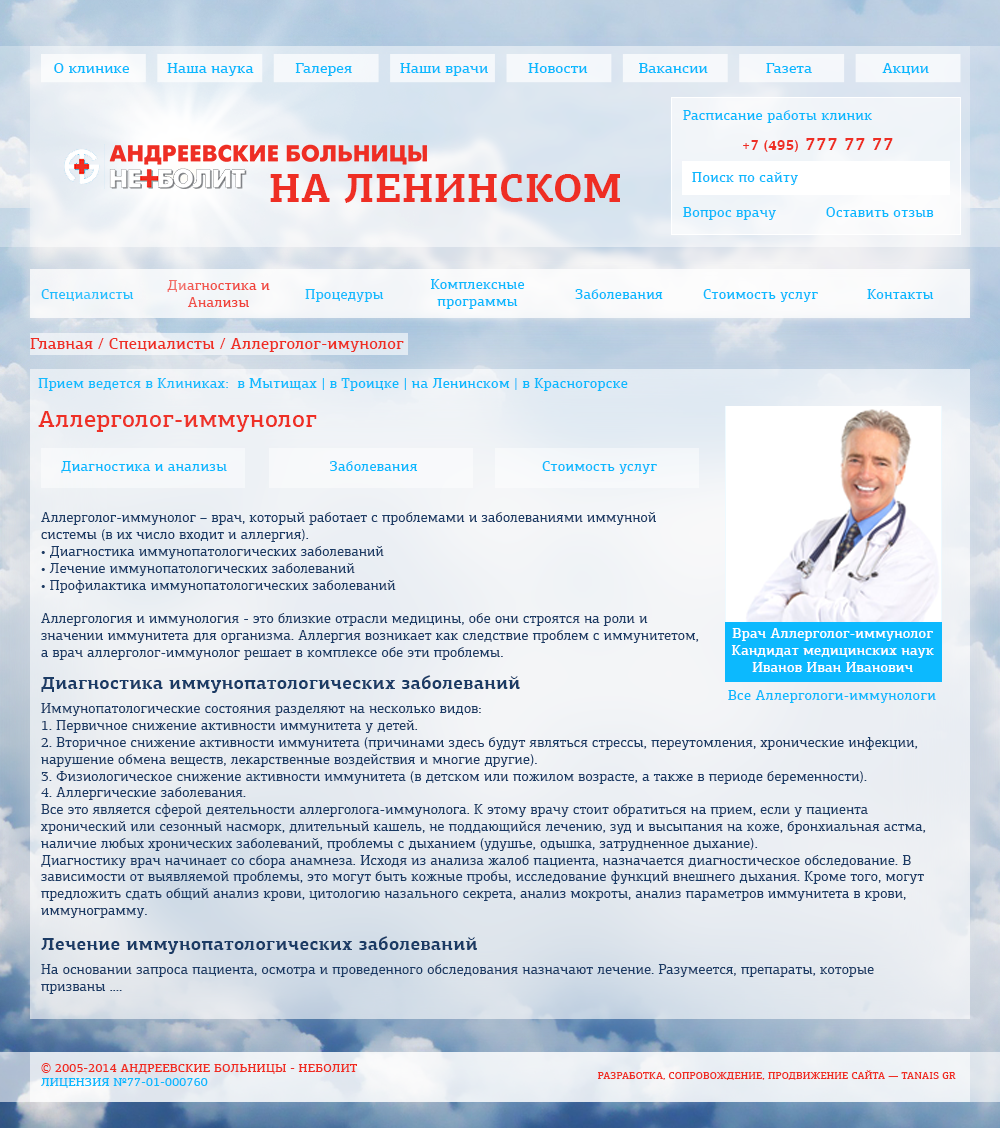 О клинике Наша наука Галерея Наши врачи Новости Вакансии Газета Акции
Расписание работы клиник
+7 (495) 777 77 77
Поиск по сайту
Вопрос врачу Оставить отзыв
АНДРЕЕВСКИЕ БОЛЬНИЦЫ
НЕ+БОЛИТ
НА ЛЕНИНСКОМ
Специалисты Диагностика и Анализы Процедуры Комплексные программы Заболевания Стоимость услуг Контакты
Главная / Специалисты / Аллерголог-имунолог
Прием ведется в Клиниках:  в Мытищах | в Троицке | на Ленинском | в Красногорске
Аллерголог-иммунолог
Диагностика и анализы Заболевания Стоимость услуг
Аллерголог-иммунолог – врач, который работает с проблемами и заболеваниями иммунной
системы (в их число входит и аллергия).
• Диагностика иммунопатологических заболеваний
• Лечение иммунопатологических заболеваний
• Профилактика иммунопатологических заболеваний
Аллергология и иммунология - это близкие отрасли медицины, обе они строятся на роли и
значении иммунитета для организма. Аллергия возникает как следствие проблем с иммунитетом,
а врач аллерголог-иммунолог решает в комплексе обе эти проблемы.
Врач Аллерголог-иммунолог
Кандидат медицинских наук
Иванов Иван Иванович
Все Аллергологи-иммунологи
Диагностика иммунопатологических заболеваний
Иммунопатологические состояния разделяют на несколько видов:
1. Первичное снижение активности иммунитета у детей.
2. Вторичное снижение активности иммунитета (причинами здесь будут являться стрессы, переутомления, хронические инфекции,
нарушение обмена веществ, лекарственные воздействия и многие другие).
3. Физиологическое снижение активности иммунитета (в детском или пожилом возрасте, а также в периоде беременности).
4. Аллергические заболевания.
Все это является сферой деятельности аллерголога-иммунолога. К этому врачу стоит обратиться на прием, если у пациента
хронический или сезонный насморк, длительный кашель, не поддающийся лечению, зуд и высыпания на коже, бронхиальная астма,
наличие любых хронических заболеваний, проблемы с дыханием (удушье, одышка, затрудненное дыхание).
Диагностику врач начинает со сбора анамнеза. Исходя из анализа жалоб пациента, назначается диагностическое обследование. В
зависимости от выявляемой проблемы, это могут быть кожные пробы, исследование функций внешнего дыхания. Кроме того, могут
предложить сдать общий анализ крови, цитологию назального секрета, анализ мокроты, анализ параметров иммунитета в крови,
иммунограмму.
Лечение иммунопатологических заболеваний
На основании запроса пациента, осмотра и проведенного обследования назначают лечение. Разумеется, препараты, которые
призваны ....
© 2005-2014 АНДРЕЕВСКИЕ БОЛЬНИЦЫ - НЕБОЛИТ
ЛИЦЕНЗИЯ №77-01-000760
РАЗРАБОТКА, СОПРОВОЖДЕНИЕ, ПРОДВИЖЕНИЕ САЙТА — TANAIS GR